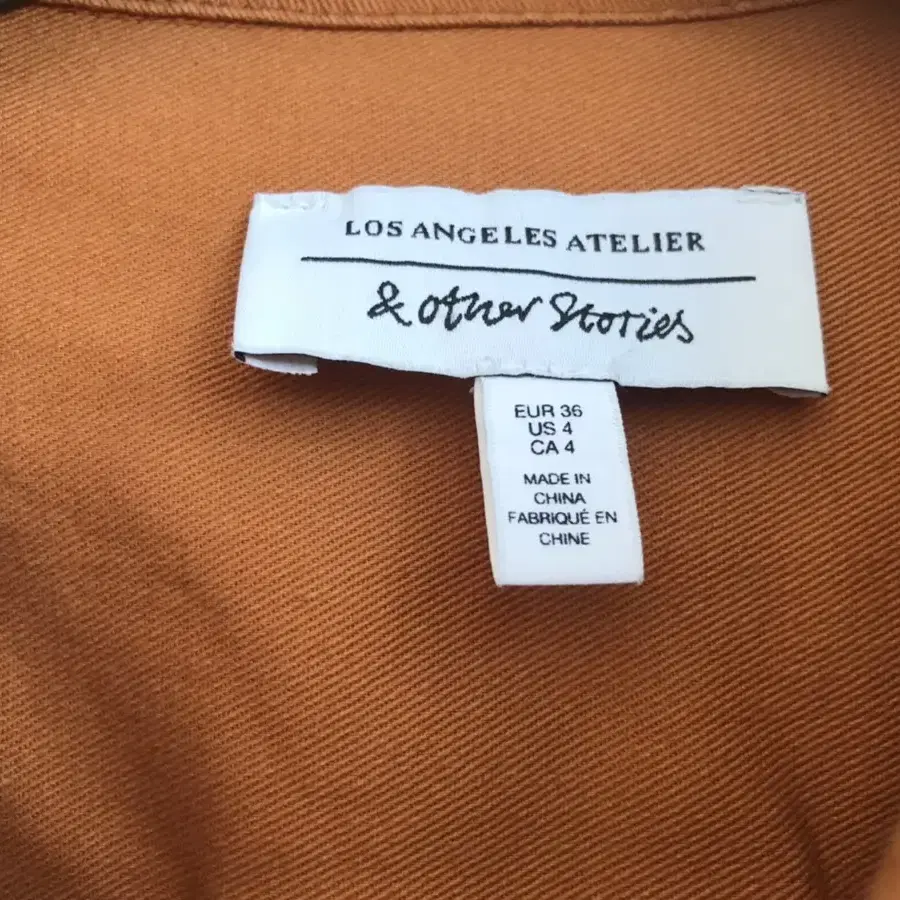 LOS ANGELES ATELIER
& other Stories
EUR 36
US 4
CA 4
MADE IN
CHINA
FABRIQUÉ EN
CHINE